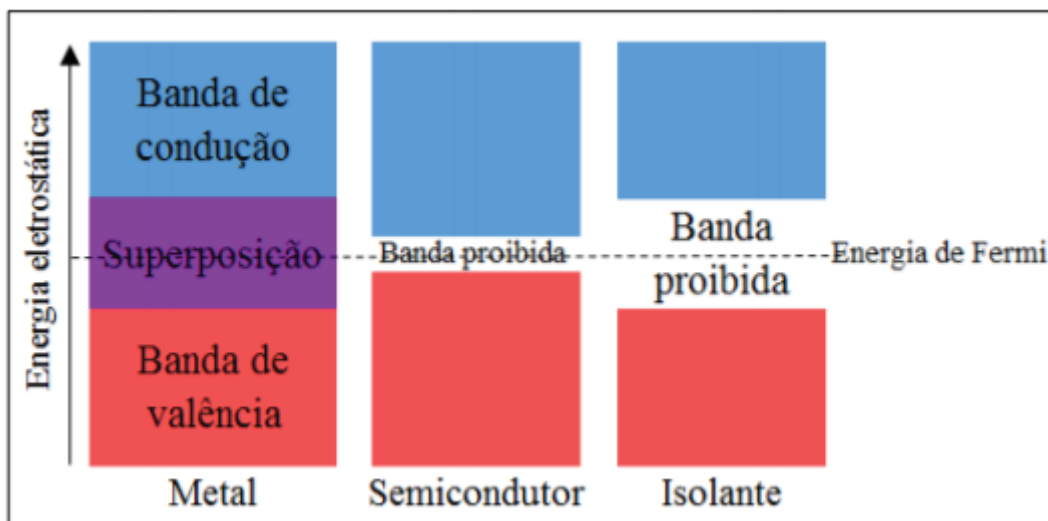 Energia eletrostática
Banda de
condução
Superposição
Banda de
valência
Metal
Banda proibida
Semicondutor
Banda
proibida
Isolante
Energia de Fermi